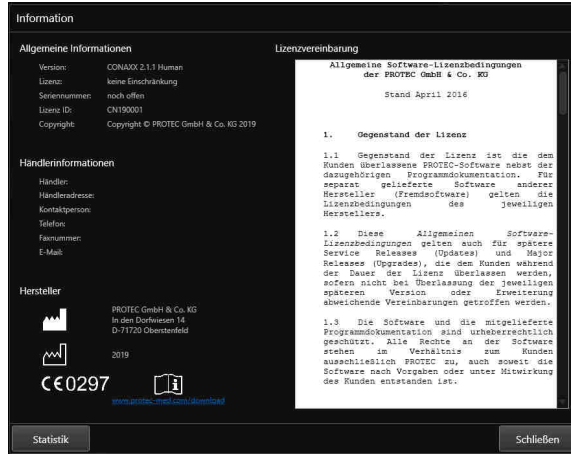 Information
Allgemeine Informationen
Version: CONAXX 2.1.1 Human
Lizenz: keine Einschränkung
Seriennummer: noch offen
Lizenz ID: CN190001
Copyright: Copyright © PROTEC GmbH & Co. KG 2019
Händlerinformationen
Händler:
Händleradresse:
Kontaktperson:
Telefon:
Faxnummer:
E-Mail:
Hersteller
PROTEC GmbH & Co. KG
In den Dorfwiesen 14
D-71720 Oberstenfeld
2019
CE0297
www.protec-med.com/download
Lizenzvereinbarung
Allgemeine Software-Lizenzbedingungen
der PROTEC GmbH & Co. KG
Stand April 2016
1. Gegenstand der Lizenz
1.1 Gegenstand der Lizenz ist die dem
Kunden überlassene PROTEC-Software nebst der
dazugehörigen Programmdokumentation. Für
separat gelieferte Software anderer
Hersteller (Fremdsoftware) gelten die
Lizenzbedingungen des jeweiligen
Herstellers.
1.2 Diese Allgemeinen Software-
Lizenzbedingungen gelten auch für spätere
Service Releases (Updates) und Major
Releases (Upgrades), die dem Kunden während
der Dauer der Lizenz überlassen werden,
sofern nicht bei Überlassung der jeweiligen
späteren Version oder Erweiterung
abweichende Vereinbarungen getroffen werden.
1.3 Die Software und die mitgelieferte
Programmdokumentation sind urheberrechtlich
geschützt. Alle Rechte an der Software
stehen im Verhältnis zum Kunden
ausschließlich PROTEC zu, auch soweit die
Software nach Vorgaben oder unter Mitwirkung
des Kunden entstanden ist.
Statistik
Schließen